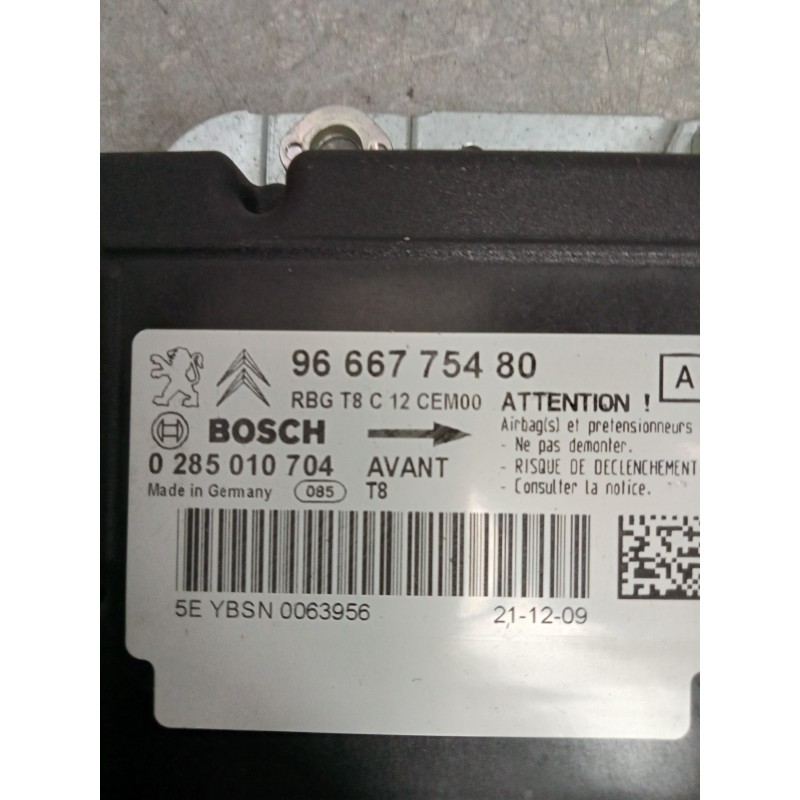 96 667 754 80
A
RBG T8 C 12 CEM00
ATTENTION !
Airbag(s) et pretensionneurs
- Ne pas demonter.
- RISQUE DE DECLENCHEMENT
- Consulter la notice.
BOSCH
0 285 010 704
AVANT
Made in Germany
085
T8
5E YBSN 0063956
21-12-09